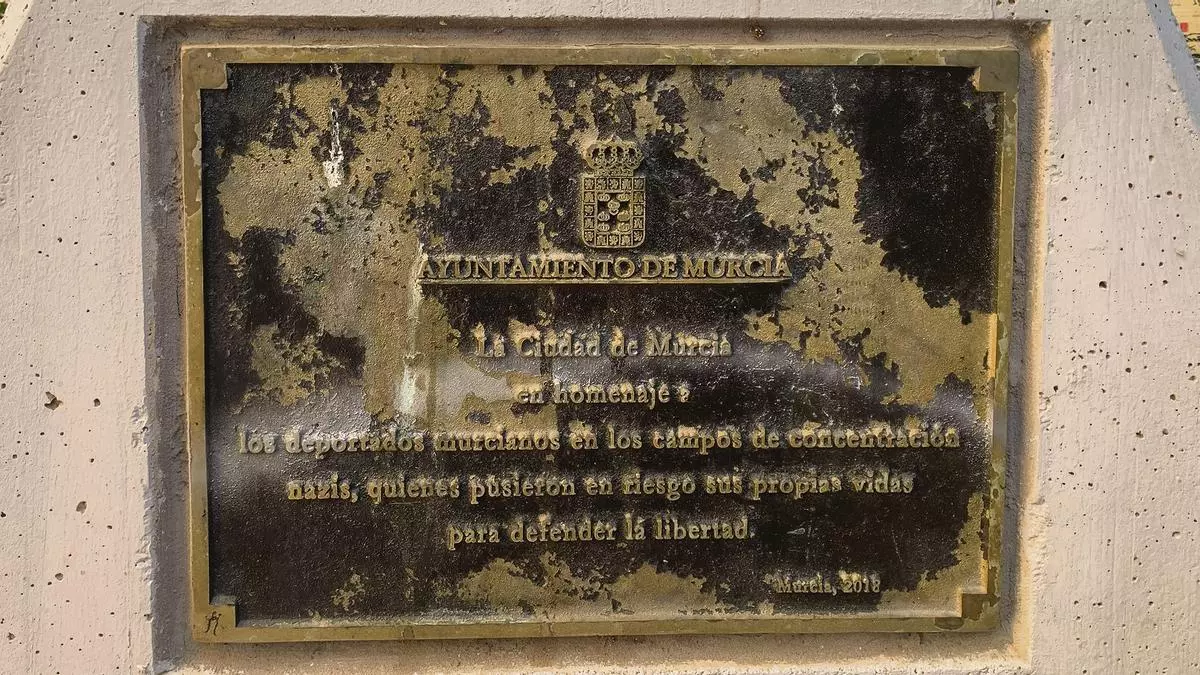 AYUNTAMIENTO DE MURCIA
La Ciudad de Murcia
en homenaje a
los deportados murcianos en los campos de concentración
nazis, quienes pusieron en riesgo sus propias vidas
para defender la libertad.
Murcia, 2018